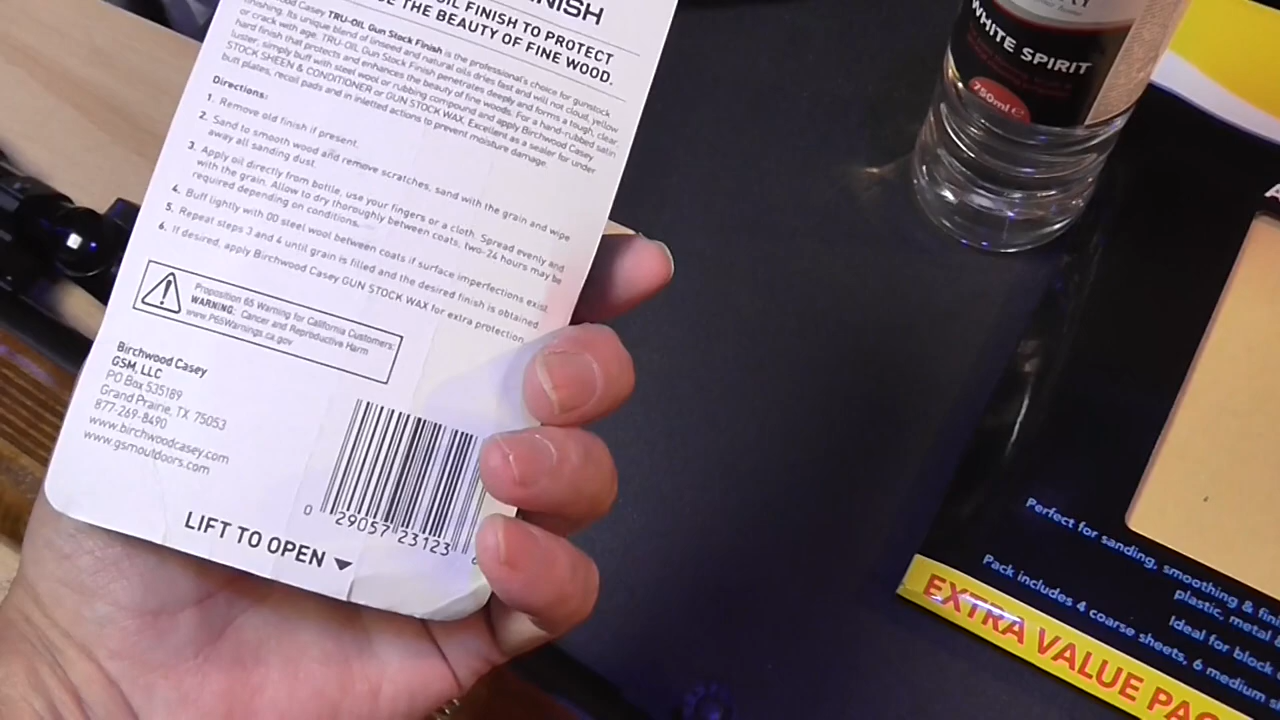 INISH
OIL FINISH TO PROTECT
THE BEAUTY OF FINE WOOD.
Casey TRU-OIL Gun Stock Finish is the professional's choice for gunstock
finishing. Its unique blend of linseed and natural oils dries fast and will not cloud, yellow
or crack with age. TRU-OIL Gun Stock Finish penetrates deeply and forms a tough, clear,
hard finish that protects and enhances the beauty of fine woods. For a hand-rubbed satin
luster, simply buff with steel wool or rubbing compound and apply Birchwood Casey
STOCK SHEEN & CONDITIONER or GUN STOCK WAX. Excellent as a sealer for under
butt plates, recoil pads and in inletted actions to prevent moisture damage.
Directions:
1. Remove old finish if present.
2. Sand to smooth wood and remove scratches, sand with the grain and wipe
away all sanding dust.
3. Apply oil directly from bottle, use your fingers or a cloth. Spread evenly and
with the grain. Allow to dry thoroughly between coats, two-24 hours may be
required depending on conditions.
4. Buff lightly with 00 steel wool between coats if surface imperfections exist.
5. Repeat steps 3 and 4 until grain is filled and the desired finish is obtained
6. If desired, apply Birchwood Casey GUN STOCK WAX for extra protection.
Proposition 65 Warning for California Customers:
WARNING: Cancer and Reproductive Harm
www.P65Warnings.ca.gov
Birchwood Casey
GSM, LLC
PO Box 535189
Grand Prairie, TX 75053
877-269-8490
www.birchwoodcasey.com
www.gsmoutdoors.com
0 29057 23123
LIFT TO OPEN
WHITE SPIRIT
750ml e
Perfect for sanding, smoothing & fini
plastic, metal &
Ideal for block
Pack includes 4 coarse sheets, 6 medium s
EXTRA VALUE PAC